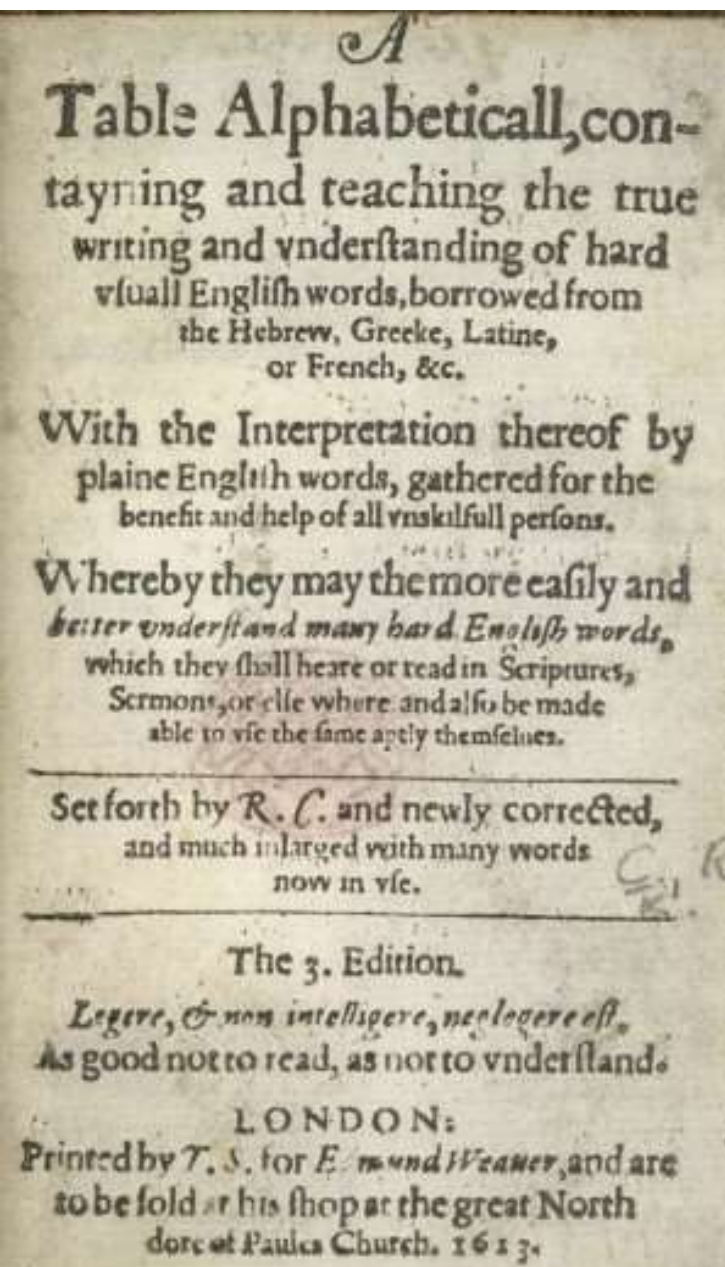 A
Table Alphabeticall, con-
tayning and teaching the true
writing and vnderſtanding of hard
vſuall Engliſh words, borrowed from
the Hebrew, Greeke, Latine,
or French, &c.
With the Interpretation thereof by
plaine Engliſh words, gathered for the
benefit and help of all vnskilfull perſons.
Whereby they may the more eaſily and
better vnderſtand many hard Engliſh words,
which they ſhall heare or read in Scriptures,
Sermons, or elſe where and alſo be made
able to vſe the ſame aptly themſelues.
Set forth by R. C. and newly corrected,
and much inlarged with many words
now in vſe.
C. R
The 3. Edition.
Legere, & non intelligere, neglegere eſt.
As good not to read, as not to vnderſtand.
LONDON:
Printed by T. S. for Edmund Weauer, and are
to be ſold at his ſhop at the great North
dore of Paules Church. 1613.